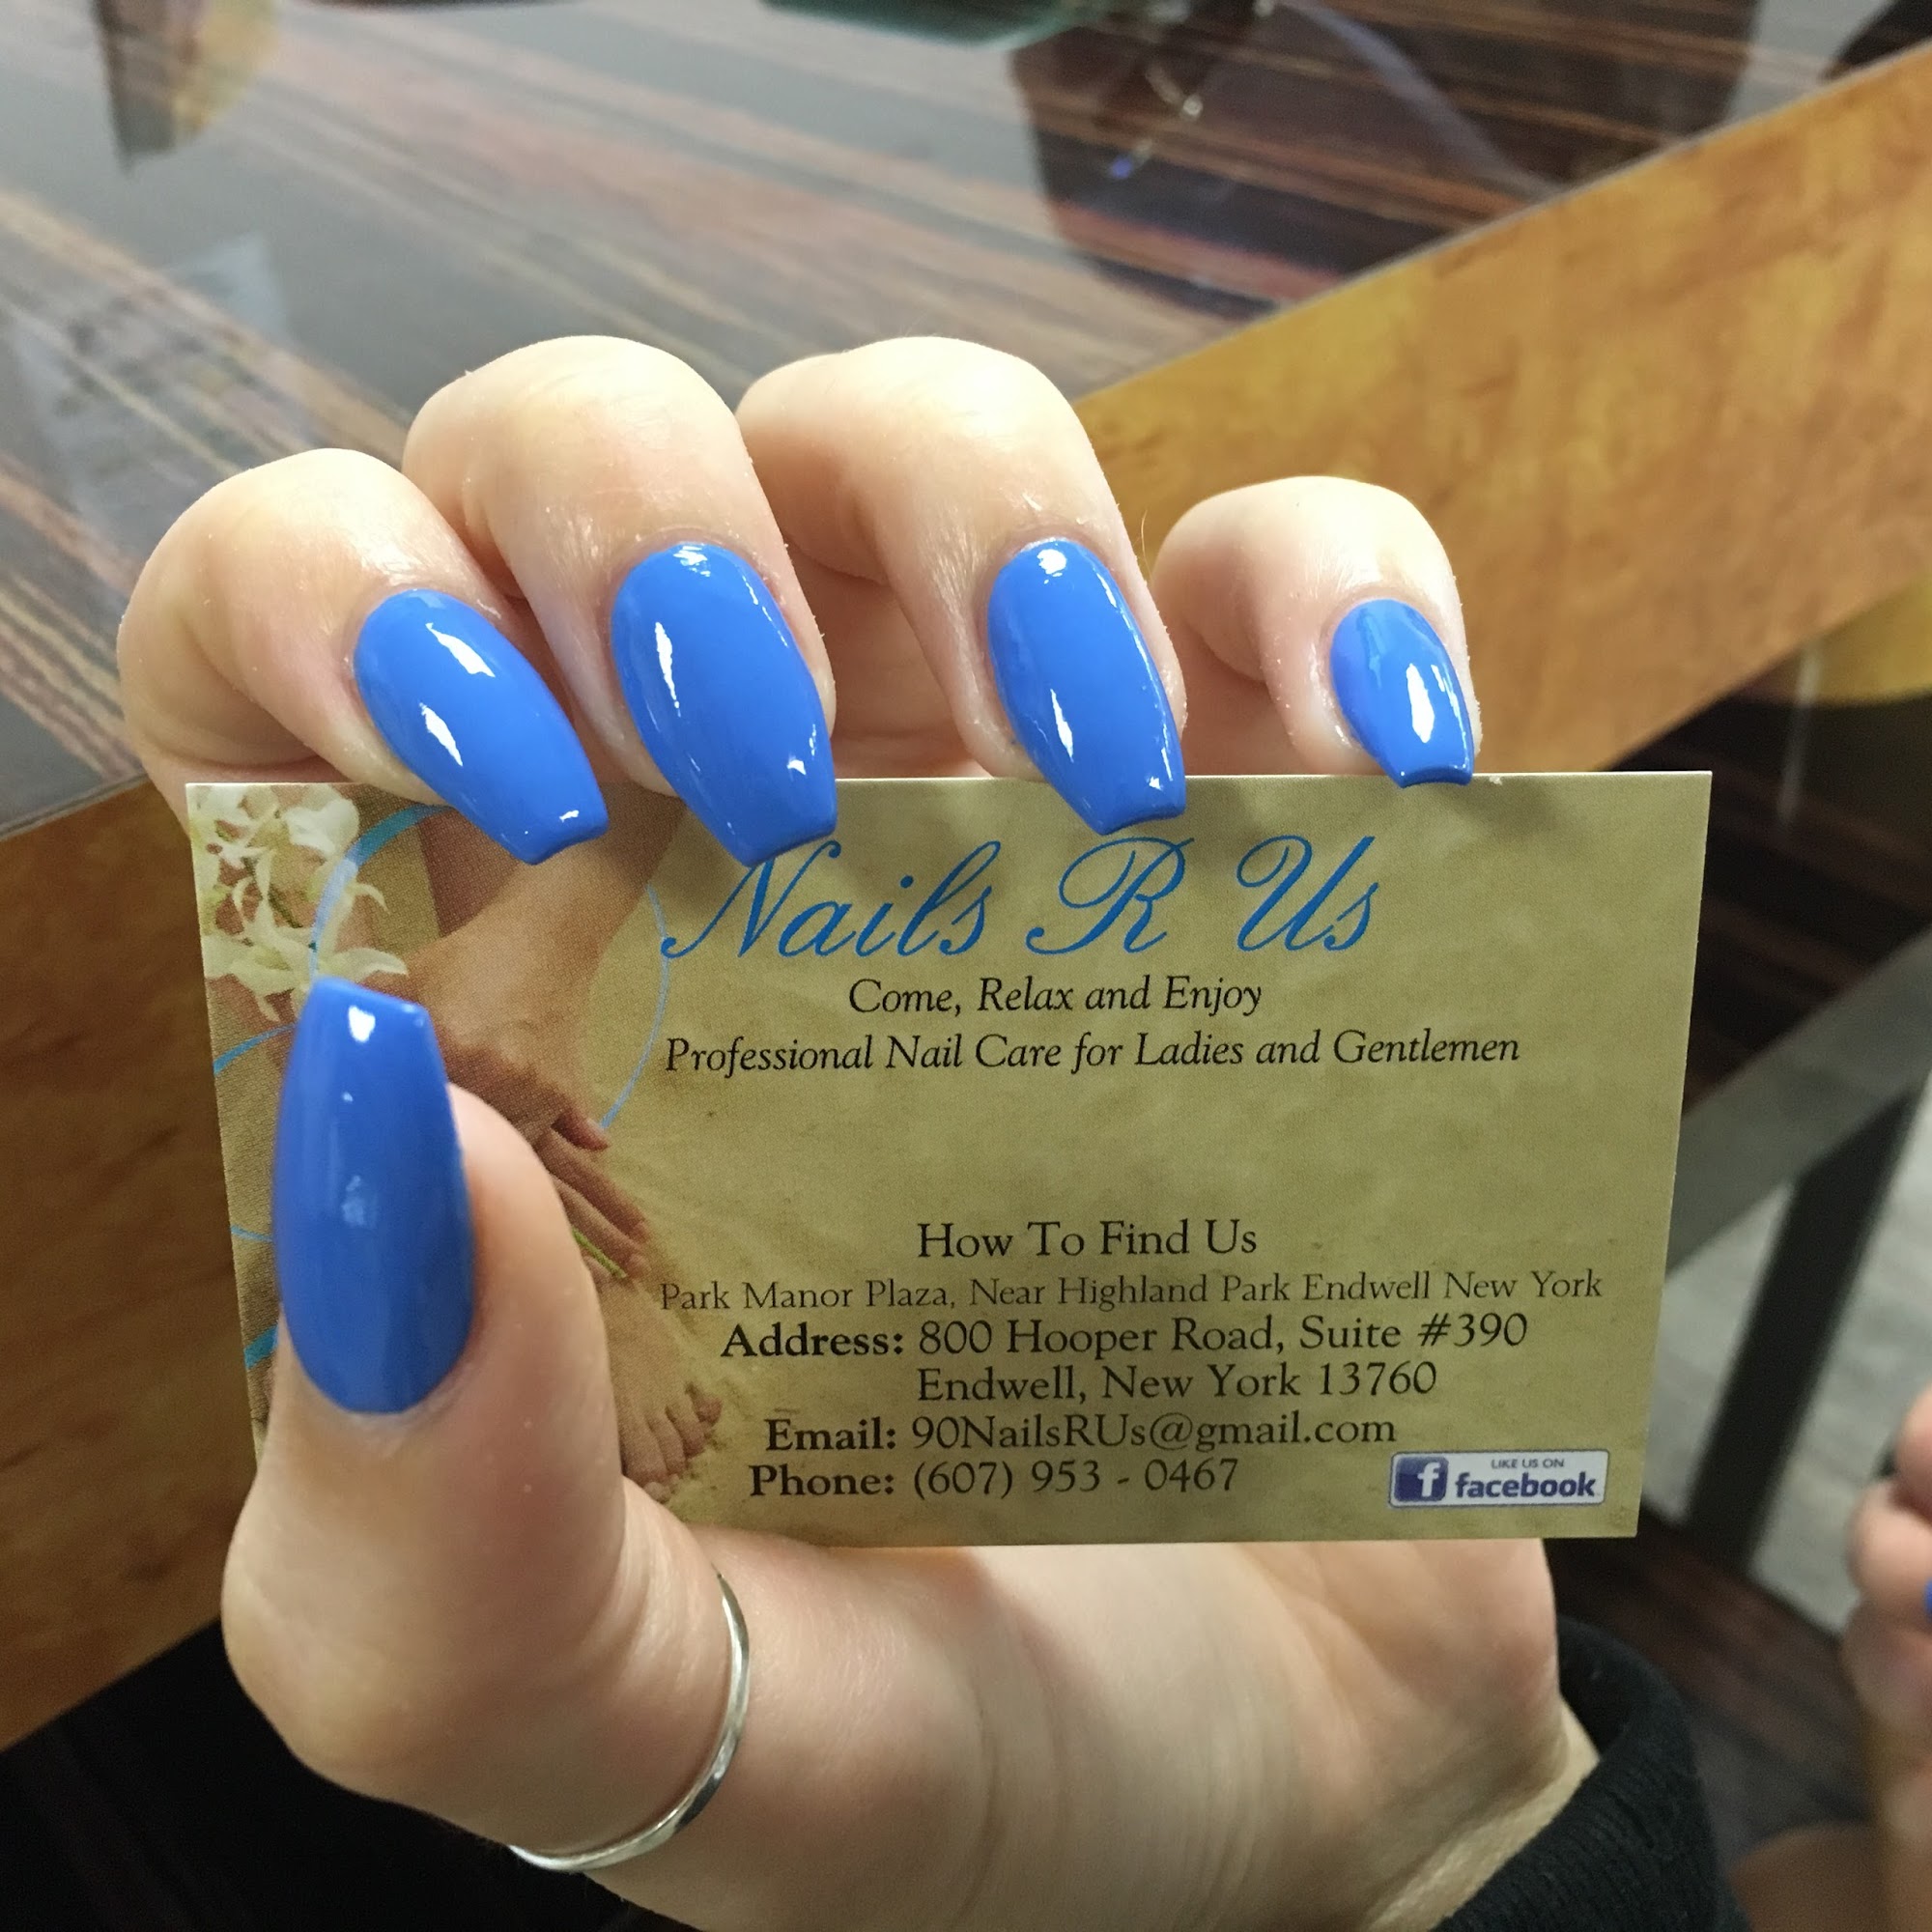 Nails R Us
Come, Relax and Enjoy
Professional Nail Care for Ladies and Gentlemen
How To Find Us
Park Manor Plaza, Near Highland Park Endwell New York
Address: 800 Hooper Road, Suite #390
Endwell, New York 13760
Email: 90NailsRUs@gmail.com
Phone: (607) 953 - 0467
LIKE US ON
f facebook